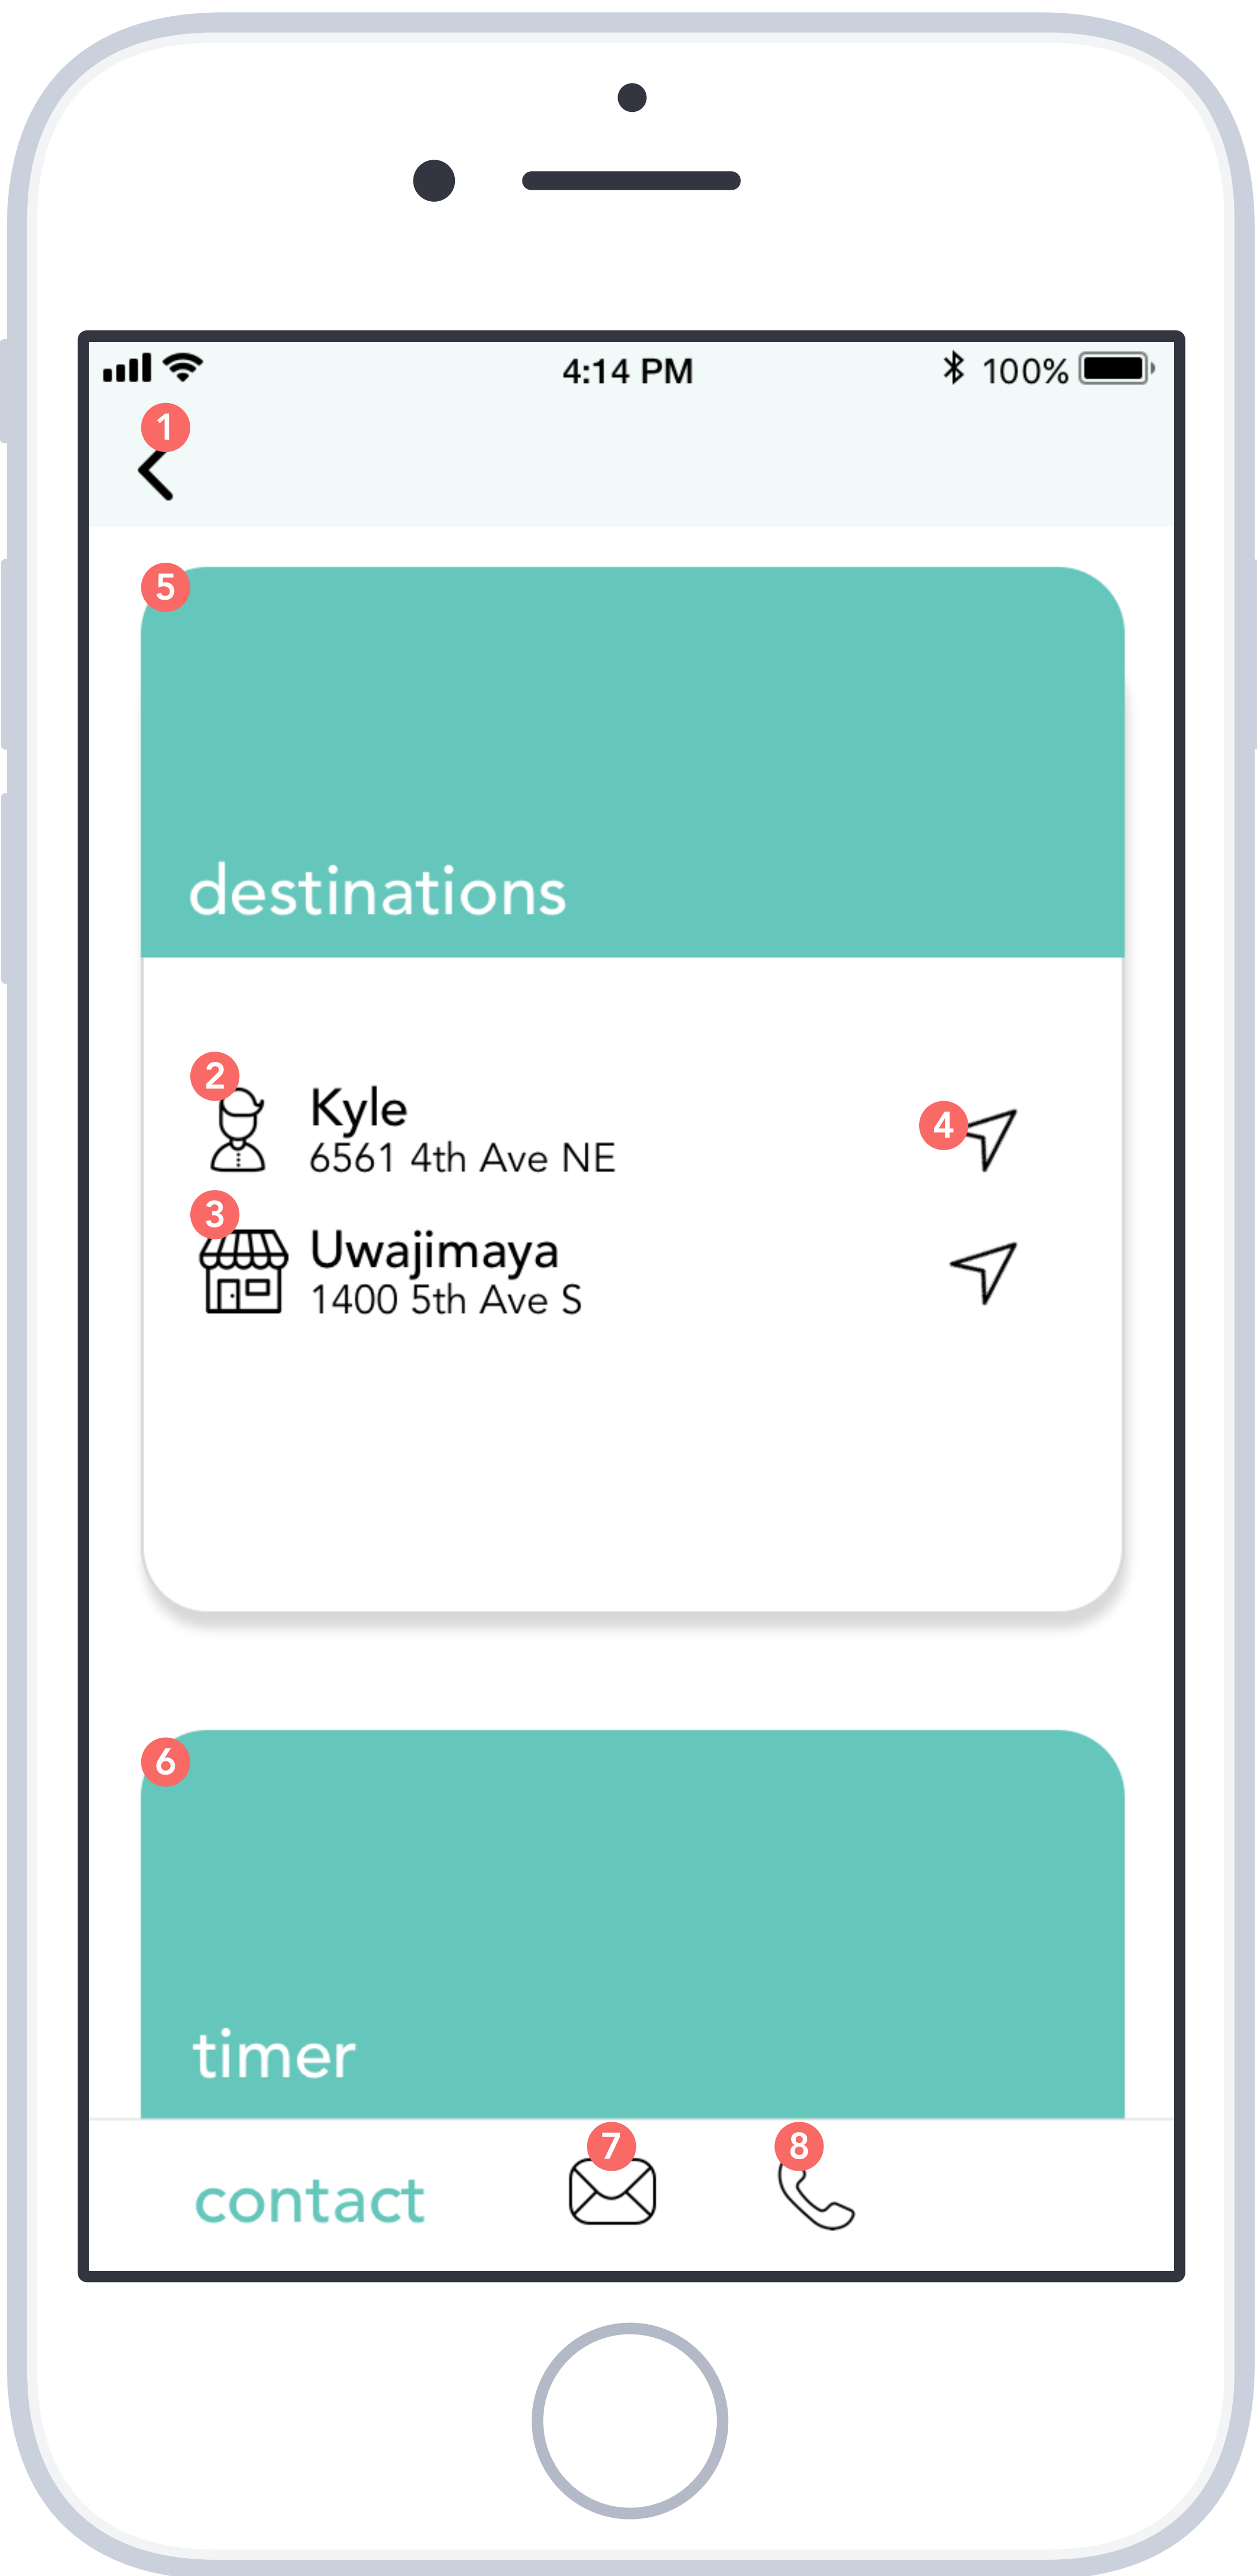 4:14 PM 100%
1
5
destinations
2
Kyle
4
6561 4th Ave NE
3
Uwajimaya
1400 5th Ave S
6
timer
7 8
contact